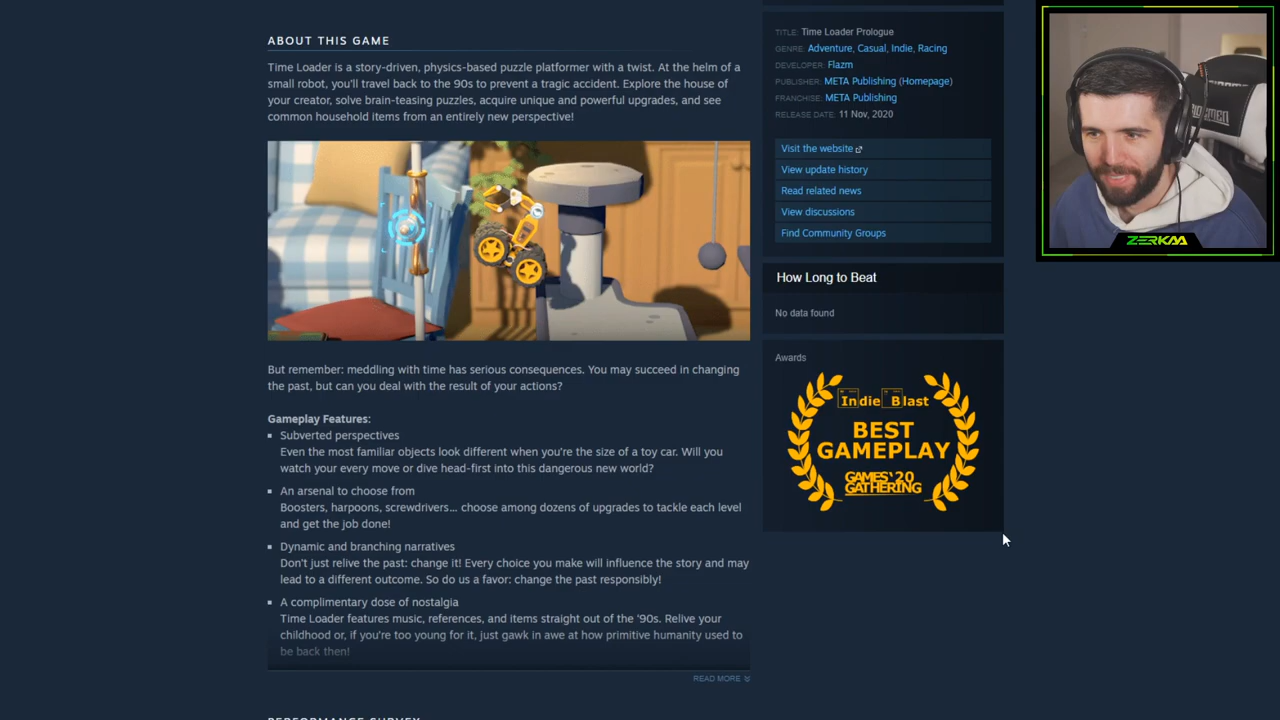 ABOUT THIS GAME
Time Loader is a story-driven, physics-based puzzle platformer with a twist. At the helm of a
small robot, you'll travel back to the 90s to prevent a tragic accident. Explore the house of
your creator, solve brain-teasing puzzles, acquire unique and powerful upgrades, and see
common household items from an entirely new perspective!
But remember: meddling with time has serious consequences. You may succeed in changing
the past, but can you deal with the result of your actions?
Gameplay Features:
Subverted perspectives
Even the most familiar objects look different when you're the size of a toy car. Will you
watch your every move or dive head-first into this dangerous new world?
An arsenal to choose from
Boosters, harpoons, screwdrivers... choose among dozens of upgrades to tackle each level
and get the job done!
Dynamic and branching narratives
Don't just relive the past: change it! Every choice you make will influence the story and may
lead to a different outcome. So do us a favor: change the past responsibly!
A complimentary dose of nostalgia
Time Loader features music, references, and items straight out of the '90s. Relive your
childhood or, if you're too young for it, just gawk in awe at how primitive humanity used to
be back then!
READ MORE
PERFORMANCE SURVEY
TITLE: Time Loader Prologue
GENRE: Adventure, Casual, Indie, Racing
DEVELOPER: Flazm
PUBLISHER: META Publishing (Homepage)
FRANCHISE: META Publishing
RELEASE DATE: 11 Nov, 2020
Visit the website
View update history
Read related news
View discussions
Find Community Groups
How Long to Beat
No data found
Awards
Indie Blast
BEST
GAMEPLAY
GAMES'20
GATHERING
ZERKAA